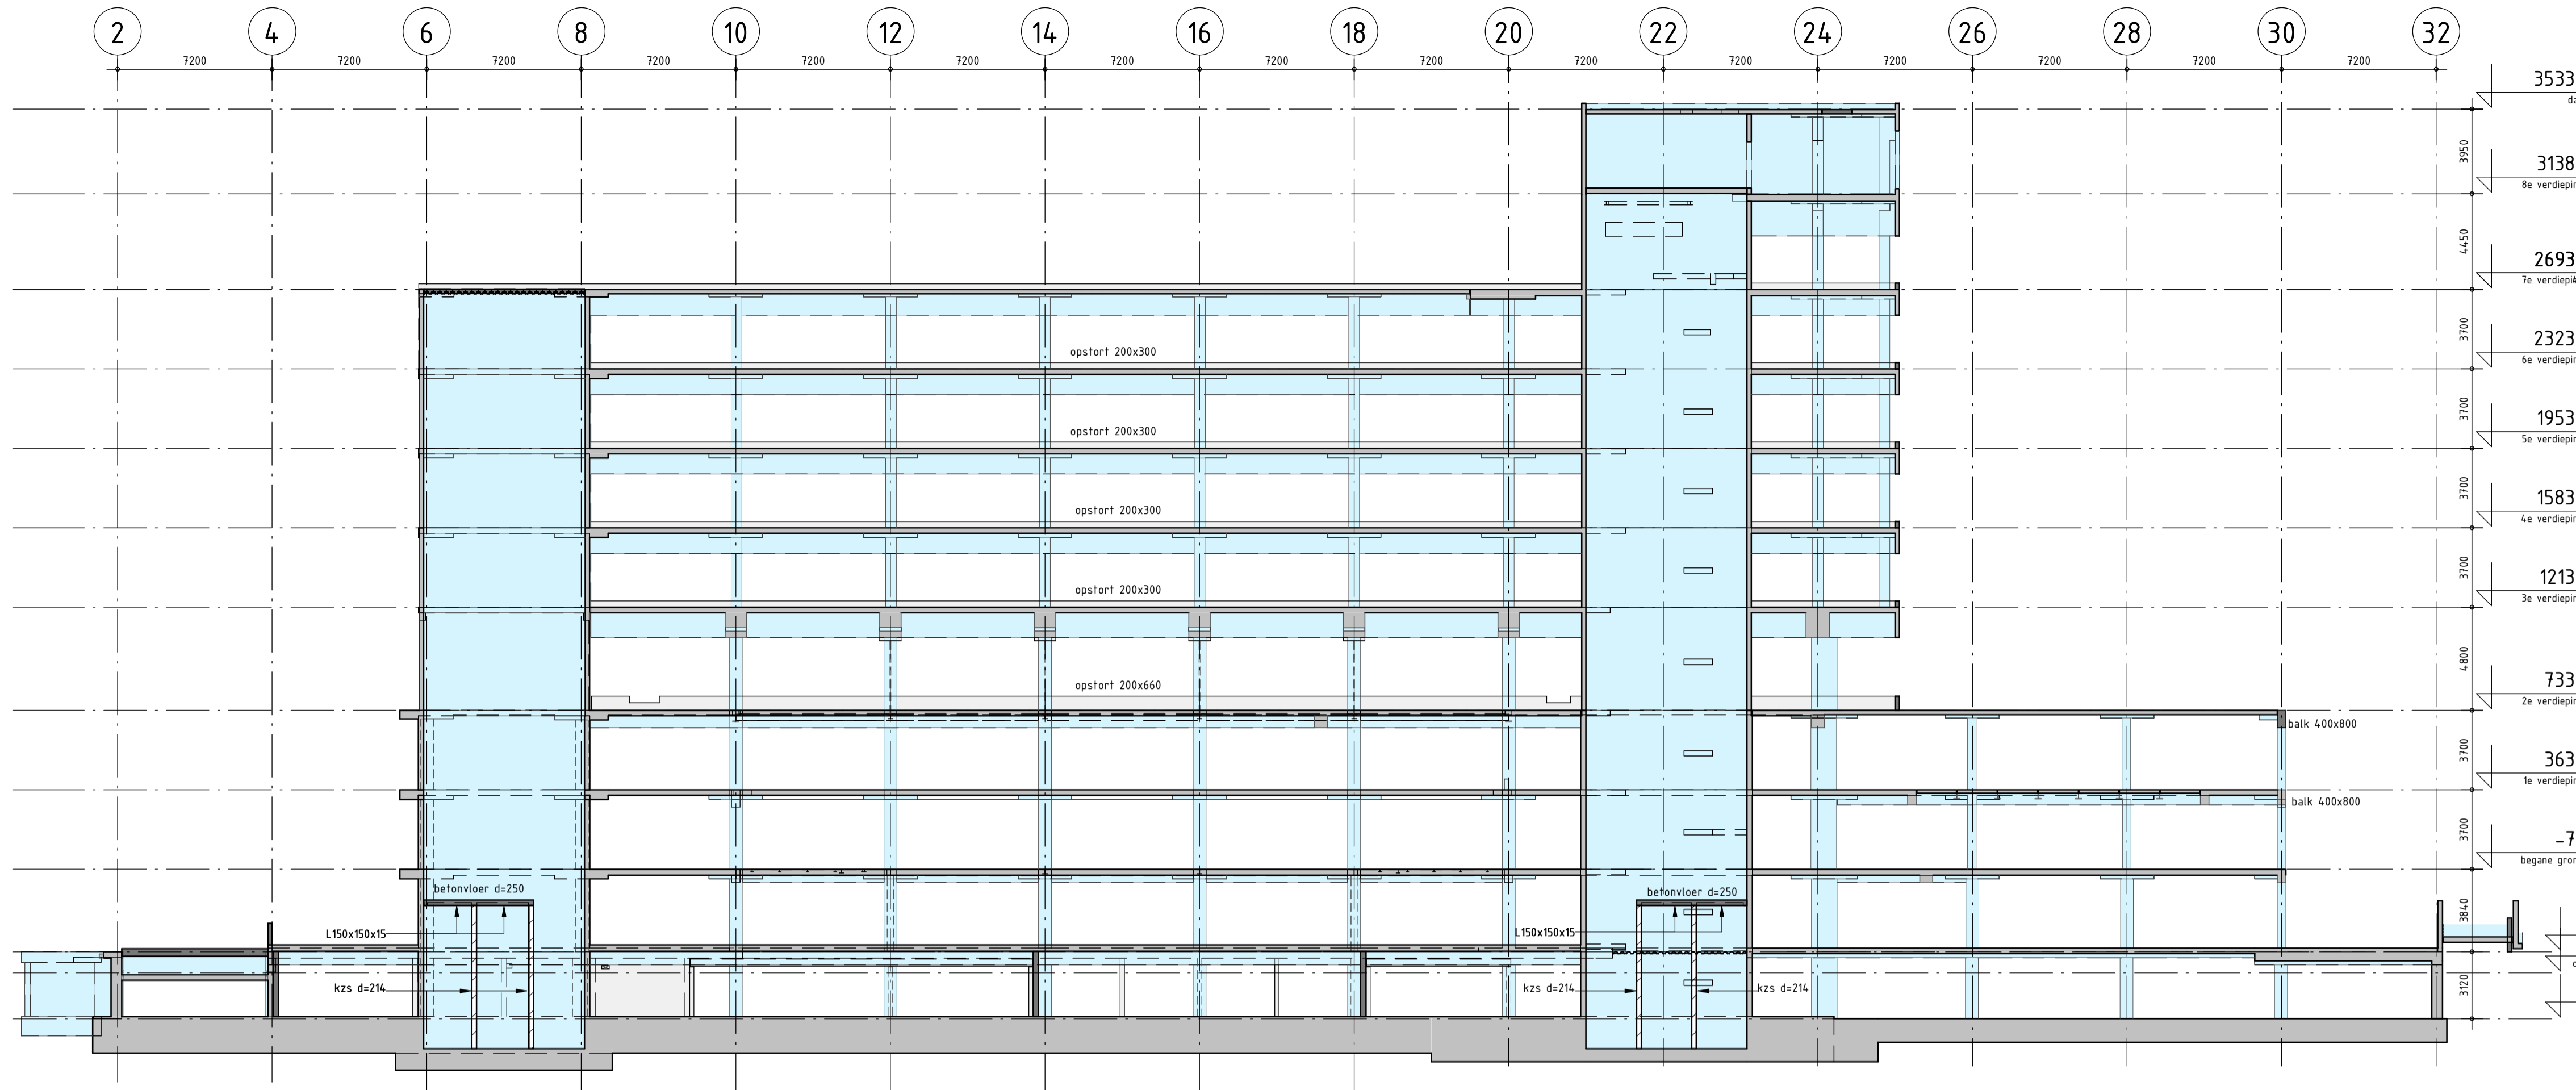 2 4 6 8 10 12 14 16 18 20 22 24 26 28 30 32
7200 7200 7200 7200 7200 7200 7200 7200 7200 7200 7200 7200 7200 7200 7200
3533
3950
3138
8e verdiepin
4450
2693
7e verdiepi
3700
2323
6e verdiepin
opstort 200x300
3700
1953
5e verdiepin
opstort 200x300
3700
1583
4e verdiepin
opstort 200x300
3700
1213
3e verdiepin
opstort 200x300
4800
733
2e verdiepin
opstort 200x660
balk 400x800
3700
363
1e verdiepin
balk 400x800
3700
-7
begane gron
betonvloer d=250 betonvloer d=250
3840
L150x150x15 L150x150x15
kzs d=214 kzs d=214 kzs d=214
3120